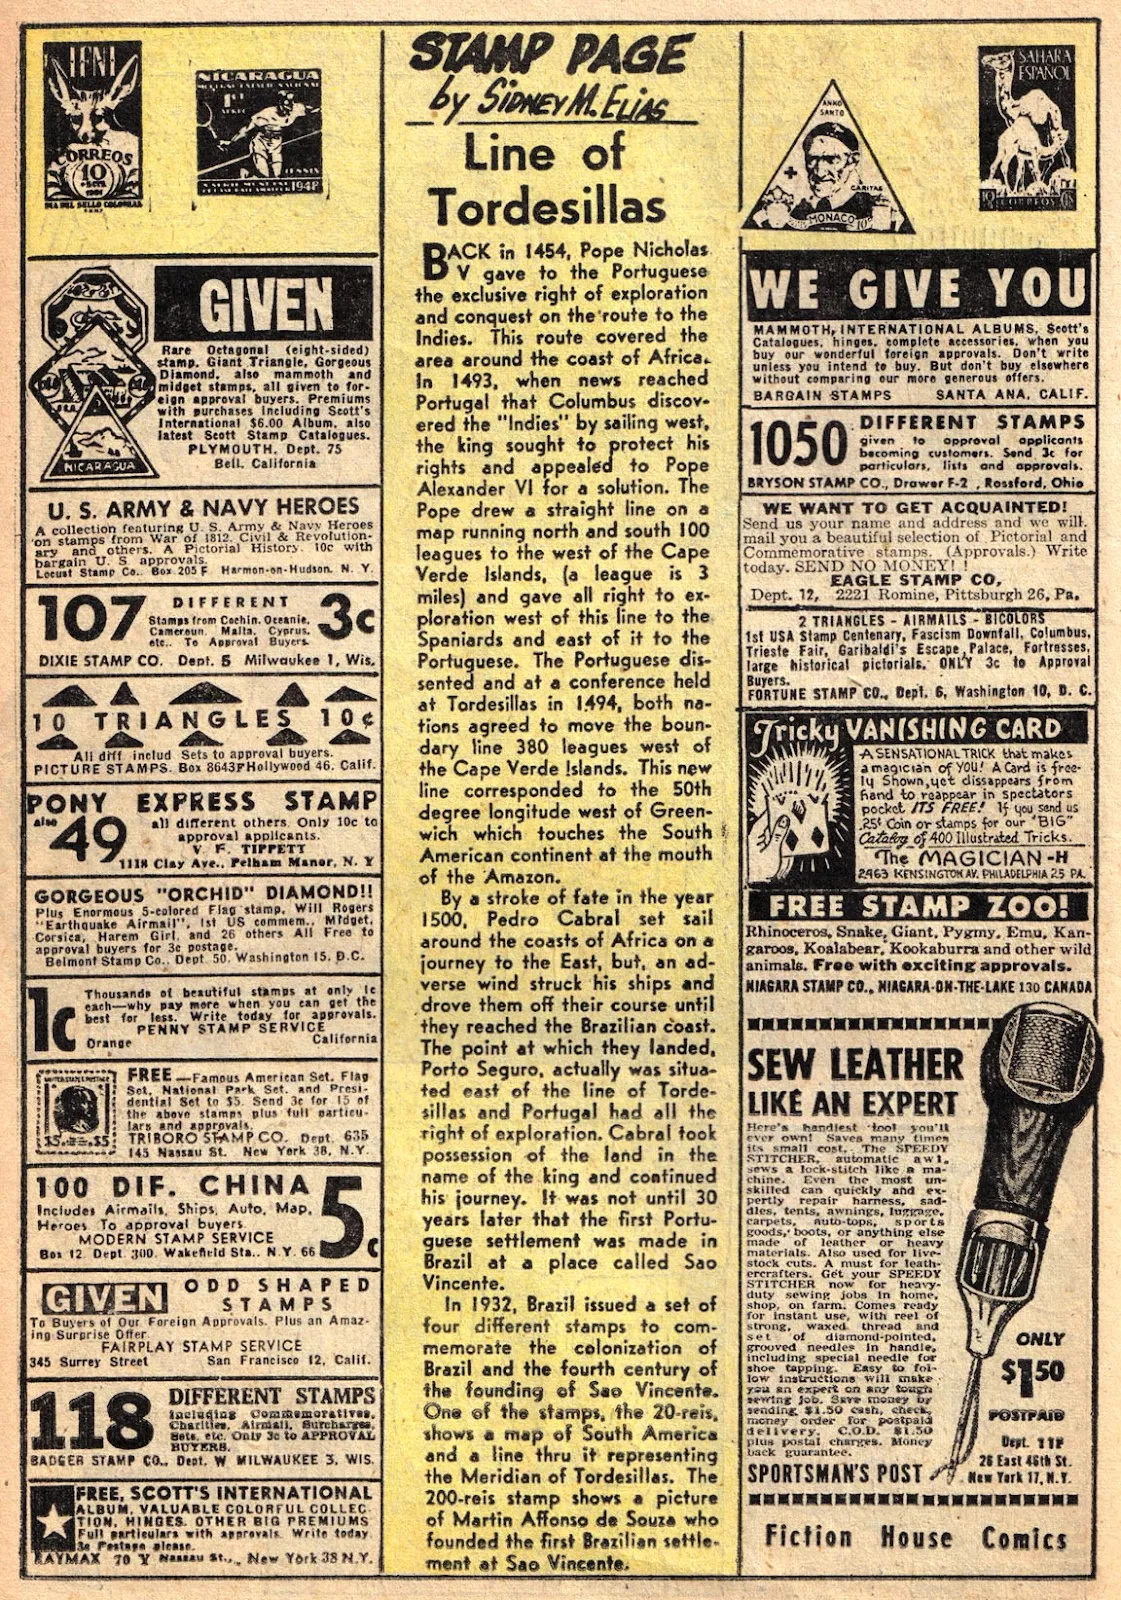 IFNI
CORREOS
10
DIA DEL SELLO COLONIAL
NICARAGUA
1948
STAMP PAGE
by SIDNEY M. ELIAS
Line of
Tordesillas
BACK in 1454, Pope Nicholas
V gave to the Portuguese
the exclusive right of exploration
and conquest on the route to the
Indies. This route covered the
area around the coast of Africa.
In 1493, when news reached
Portugal that Columbus discov-
ered the "Indies" by sailing west,
the king sought to protect his
rights and appealed to Pope
Alexander VI for a solution. The
Pope drew a straight line on a
map running north and south 100
leagues to the west of the Cape
Verde Islands, (a league is 3
miles) and gave all right to ex-
ploration west of this line to the
Spaniards and east of it to the
Portuguese. The Portuguese dis-
sented and at a conference held
at Tordesillas in 1494, both na-
tions agreed to move the boun-
dary line 380 leagues west of
the Cape Verde Islands. This new
line corresponded to the 50th
degree longitude west of Green-
wich which touches the South
American continent at the mouth
of the Amazon.
By a stroke of fate in the year
1500, Pedro Cabral set sail
around the coasts of Africa on a
journey to the East, but, an ad-
verse wind struck his ships and
drove them off their course until
they reached the Brazilian coast.
The point at which they landed,
Porto Seguro, actually was situa-
ted east of the line of Torde-
sillas and Portugal had all the
right of exploration. Cabral took
possession of the land in the
name of the king and continued
his journey. It was not until 30
years later that the first Portu-
guese settlement was made in
Brazil at a place called Sao
Vincente.
In 1932, Brazil issued a set of
four different stamps to com-
memorate the colonization of
Brazil and the fourth century of
the founding of Sao Vincente.
One of the stamps, the 20-reis,
shows a map of South America
and a line thru it representing
the Meridian of Tordesillas. The
200-reis stamp shows a picture
of Martin Affonso de Souza who
founded the first Brazilian settle-
ment at Sao Vincente.
ANNO
SANTO
CARITAS
MONACO
SAHARA
ESPAÑOL
CORREOS
NICARAGUA
GIVEN
Rare Octagonal (eight-sided)
stamp, Giant Triangle, Gorgeous
Diamond, also mammoth and
midget stamps, all given to for-
eign approval buyers. Premiums
with purchases including Scott's
International $6.00 Album, also
latest Scott Stamp Catalogues.
PLYMOUTH, Dept. 75
Bell, California
U. S. ARMY & NAVY HEROES
A collection featuring U. S. Army & Navy Heroes
on stamps from War of 1812, Civil & Revolution-
ary and others. A Pictorial History. 10c with
bargain U. S. approvals.
Locust Stamp Co., Box 205 F Harmon-on-Hudson, N. Y.
107 DIFFERENT 3c
Stamps from Cochin, Oceanie,
Cameroun, Malta, Cyprus,
etc., To Approval Buyers.
DIXIE STAMP CO. Dept. 5 Milwaukee 1, Wis.
10 TRIANGLES 10¢
All diff includ Sets to approval buyers.
PICTURE STAMPS, Box 8643F Hollywood 46, Calif.
PONY EXPRESS STAMP
also 49 all different others. Only 10c to
approval applicants.
V. F. TIPPETT
1118 Clay Ave., Pelham Manor, N. Y
GORGEOUS "ORCHID" DIAMOND!!
Plus Enormous 5-colored Flag stamp, Will Rogers
"Earthquake Airmail", 1st US commem., Midget,
Corsica, Harem Girl, and 26 others All Free to
approval buyers for 3c postage.
Belmont Stamp Co., Dept 50, Washington 15, D.C.
1c
Thousands of beautiful stamps at only 1c
each—why pay more when you can get the
best for less. Write today for approvals.
PENNY STAMP SERVICE
Orange California
UNITED STATES POSTAGE
$5 $5
FREE—Famous American Set, Flag
Set, National Park Set, and Presi-
dential Set to $5. Send 3c for 15 of
the above stamps plus full particu-
lars and approvals.
TRIBORO STAMP CO. Dept. 635
145 Nassau St. New York 38, N.Y.
100 DIF. CHINA 5c
Includes Airmails, Ships, Auto, Map,
Heroes To approval buyers
MODERN STAMP SERVICE
Box 12 Dept 300, Wakefield Sta., N.Y. 66
GIVEN ODD SHAPED
STAMPS
To Buyers of Our Foreign Approvals. Plus an Amaz-
ing Surprise Offer
FAIRPLAY STAMP SERVICE
345 Surrey Street San Francisco 12, Calif.
118 DIFFERENT STAMPS
Including Commemoratives,
Charities, Airmail, Surcharges,
Sets, etc. Only 3c to APPROVAL
BUYERS.
BADGER STAMP CO., Dept. W MILWAUKEE 3, WIS.
FREE, SCOTT'S INTERNATIONAL
ALBUM, VALUABLE COLORFUL COLLEC-
TION, HINGES, OTHER BIG PREMIUMS
Full particulars with approvals. Write today.
3c Postage please.
RAYMAX 70 Y Nassau St., New York 38 N.Y.
WE GIVE YOU
MAMMOTH, INTERNATIONAL ALBUMS, Scott's
Catalogues, hinges, complete accessories, when you
buy our wonderful foreign approvals. Don't write
unless you intend to buy. But don't buy elsewhere
without comparing our more generous offers.
BARGAIN STAMPS SANTA ANA, CALIF.
1050 DIFFERENT STAMPS
given to approval applicants
becoming customers. Send 3c for
particulars, lists and approvals.
BRYSON STAMP CO., Drawer F-2 , Rossford, Ohio
WE WANT TO GET ACQUAINTED!
Send us your name and address and we will
mail you a beautiful selection of Pictorial and
Commemorative stamps. (Approvals.) Write
today. SEND NO MONEY! !
EAGLE STAMP CO,
Dept. 12, 2221 Romine, Pittsburgh 26, Pa,
2 TRIANGLES - AIRMAILS - BICOLORS
1st USA Stamp Centenary, Fascism Downfall, Columbus,
Trieste Fair, Garibaldi's Escape, Palace, Fortresses,
large historical pictorials. ONLY 3c to Approval
Buyers.
FORTUNE STAMP CO., Dept. 6, Washington 10, D. C.
Tricky VANISHING CARD
A SENSATIONAL TRICK that makes
a magician of YOU! A Card is free-
ly Shown, yet dissappears from
hand to reappear in spectators
pocket ITS FREE! If you send us
25¢ Coin or stamps for our "BIG"
Catalog of 400 Illustrated Tricks.
The MAGICIAN-H
2463 KENSINGTON AV. PHILADELPHIA 25 PA.
FREE STAMP ZOO!
Rhinoceros, Snake, Giant, Pygmy, Emu, Kan-
garoos, Koalabear, Kookaburra and other wild
animals. Free with exciting approvals.
NIAGARA STAMP CO., NIAGARA-ON-THE-LAKE 130 CANADA
SEW LEATHER
LIKE AN EXPERT
Here's handiest tool you'll
ever own! Saves many times
its small cost. The SPEEDY
STITCHER, automatic awl,
sews a lock-stitch like a ma-
chine. Even the most un-
skilled can quickly and ex-
pertly repair harness, sad-
dles, tents, awnings, luggage,
carpets, auto-tops, sports
goods, boots, or anything else
made of leather or heavy
materials. Also used for live-
stock cuts. A must for leath-
ercrafters. Get your SPEEDY
STITCHER now for heavy-
duty sewing jobs in home,
shop, on farm. Comes ready
for instant use, with reel of
strong, waxed thread and
set of diamond-pointed,
grooved needles in handle,
including special needle for
shoe tapping. Easy to fol-
low instructions will make
you an expert on any tough
sewing job. Save money by
sending $1.50 cash, check,
money order for postpaid
delivery. C.O.D. $1.50
plus postal charges. Money
back guarantee.
SPORTSMAN'S POST
ONLY
$1.50
POSTPAID
Dept. 11F
26 East 46th St.
New York 17, N.Y.
Fiction House Comics